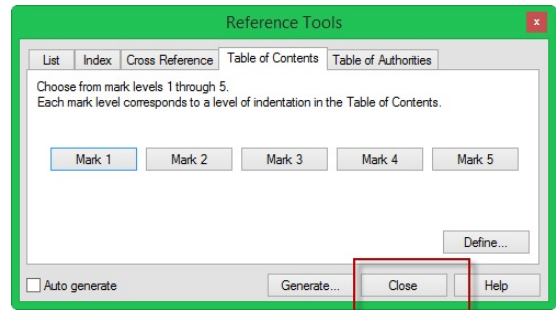 Reference Tools
x
List Index Cross Reference Table of Contents Table of Authorities
Choose from mark levels 1 through 5.
Each mark level corresponds to a level of indentation in the Table of Contents.
Mark 1 Mark 2 Mark 3 Mark 4 Mark 5
Define...
Auto generate Generate... Close Help